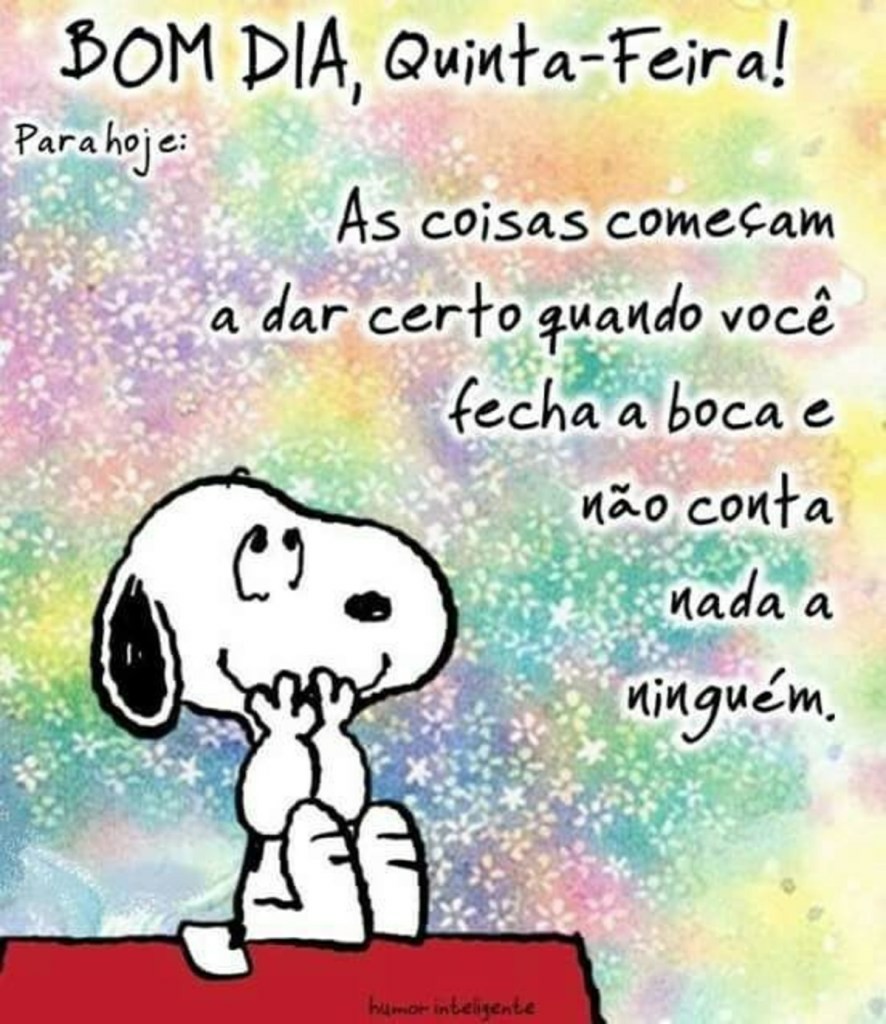 BOM DIA, Quinta-Feira!
Para hoje:
As coisas começam
a dar certo quando você
fecha a boca e
não conta
nada a
ninguém.
humor inteligente